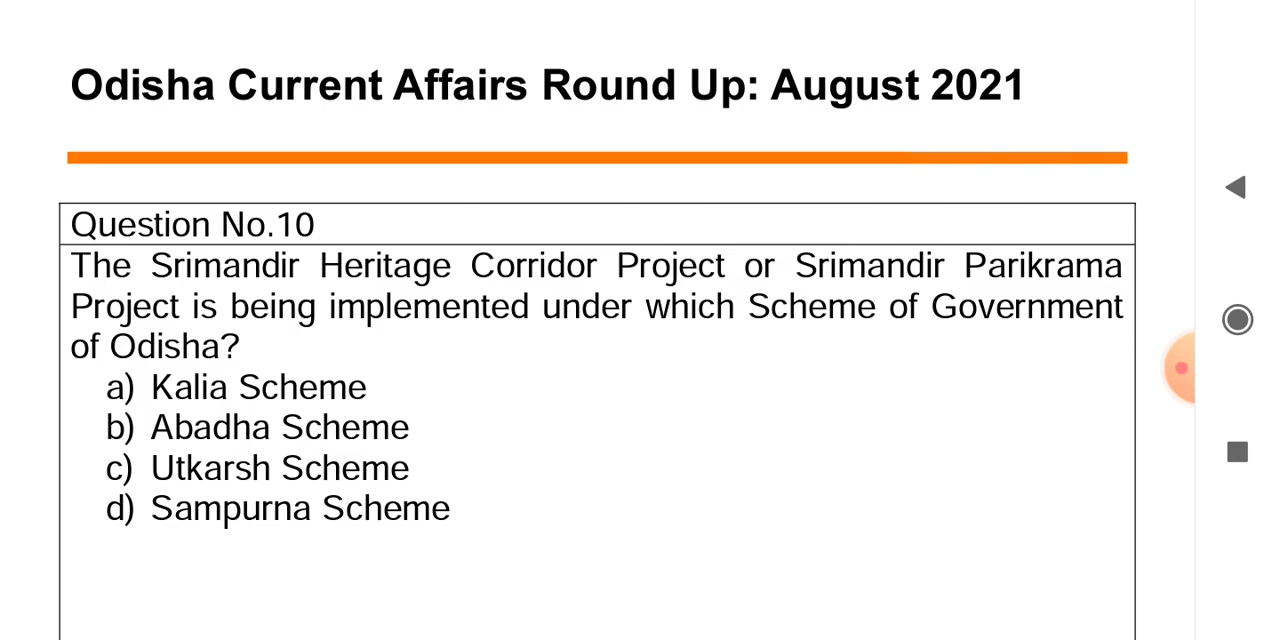 Odisha Current Affairs Round Up: August 2021
Question No.10
The Srimandir Heritage Corridor Project or Srimandir Parikrama
Project is being implemented under which Scheme of Government
of Odisha?
a) Kalia Scheme
b) Abadha Scheme
c) Utkarsh Scheme
d) Sampurna Scheme